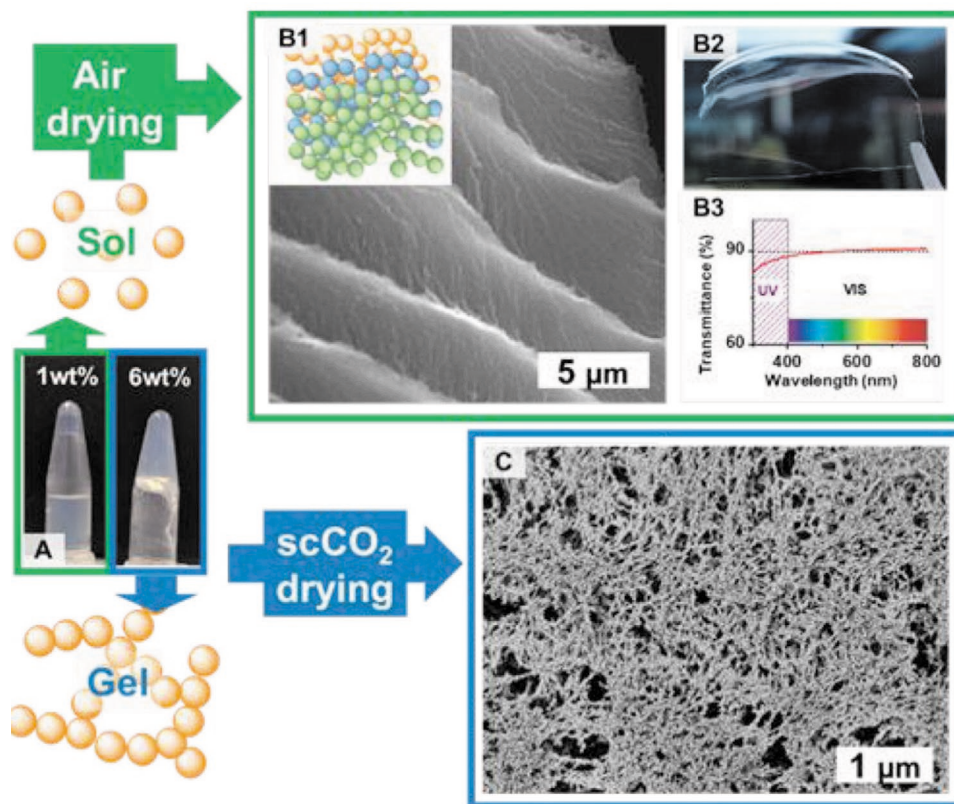 Air
drying
Sol
1wt%
6wt%
A
Gel
B1
5 µm
B2
B3
Transmittance (%)
90
60
UV
VIS
400
600
800
Wavelength (nm)
scCO₂
drying
C
1 µm